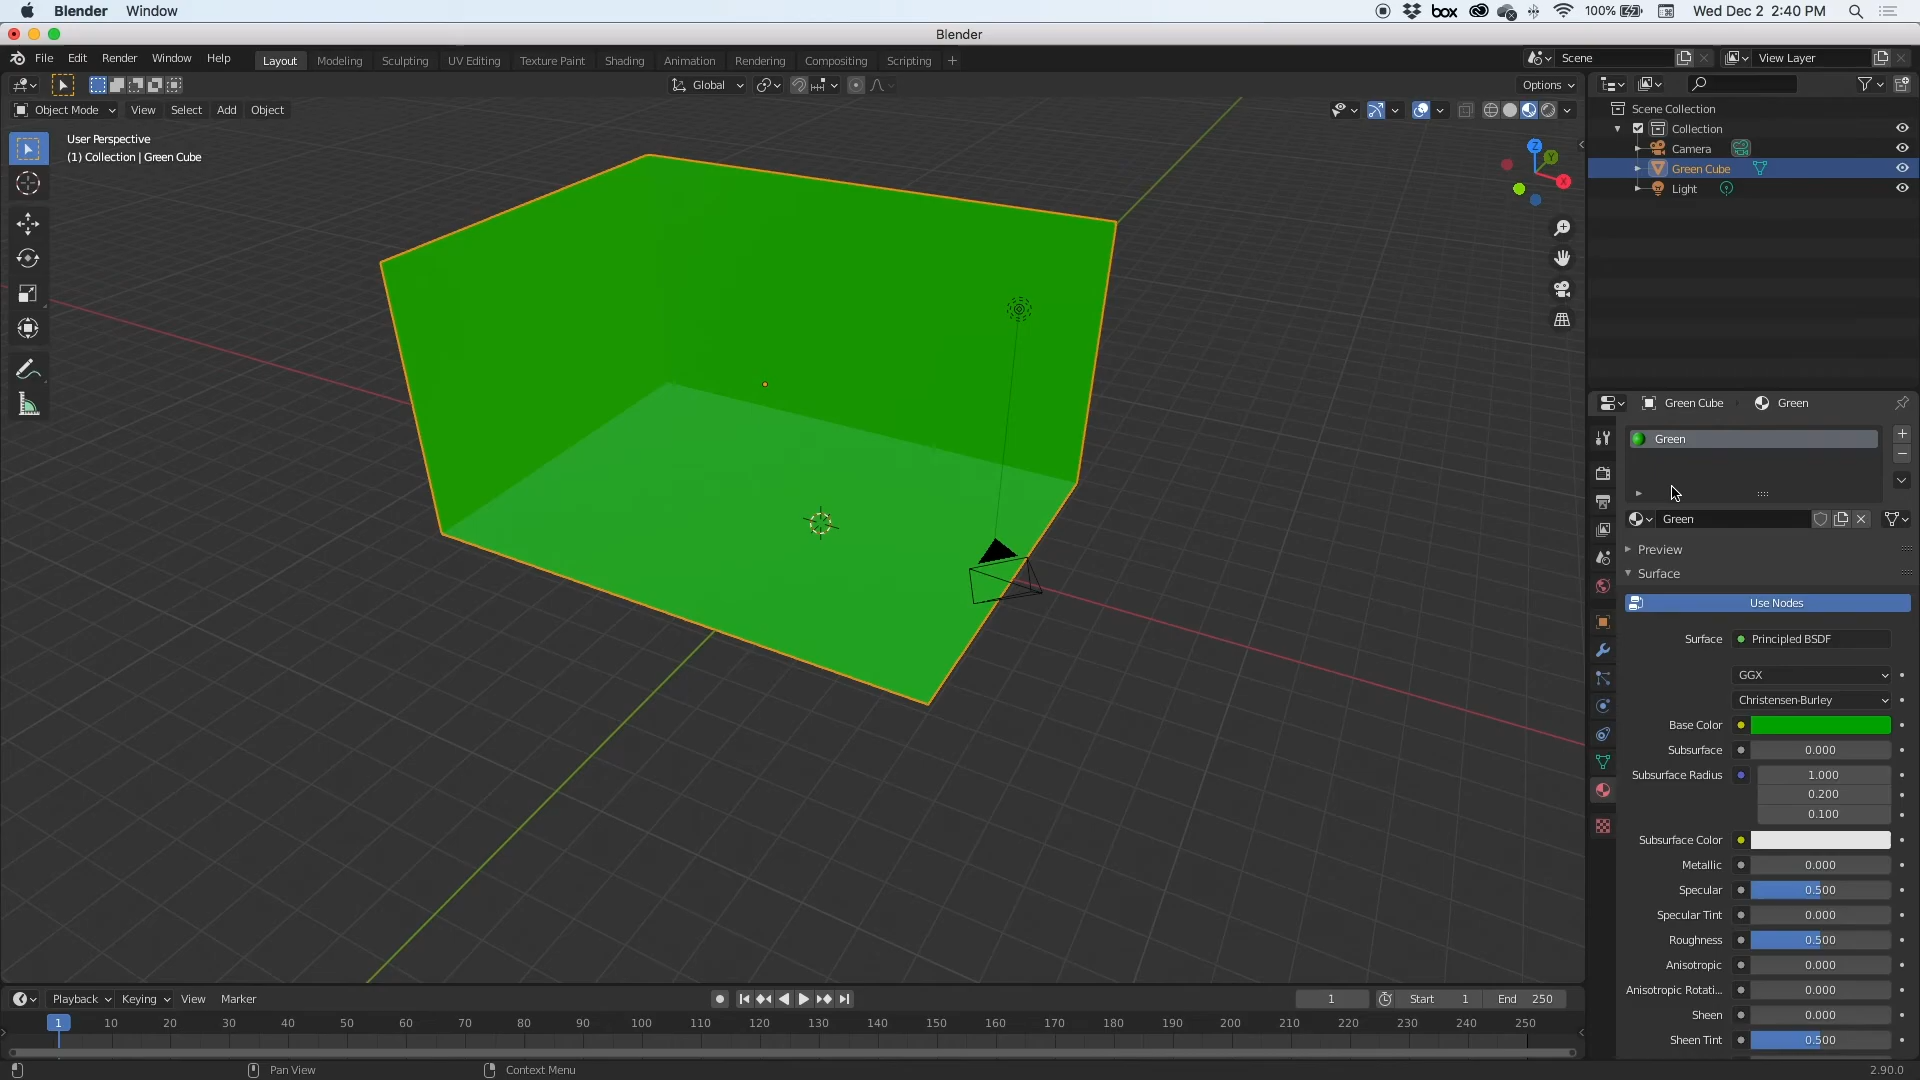 Blender Window box 100% Wed Dec 2 2:40 PM
Blender
File Edit Render Window Help Layout Modeling Sculpting UV Editing Texture Paint Shading Animation Rendering Compositing Scripting + Scene View Layer
Global Options
Object Mode View Select Add Object
User Perspective
(1) Collection | Green Cube
Z
Y
X
Scene Collection
Collection
Camera
Green Cube
Light
Green Cube Green
Green
Green
Preview
Surface
Use Nodes
Surface Principled BSDF
GGX
Christensen-Burley
Base Color
Subsurface 0.000
Subsurface Radius 1.000
0.200
0.100
Subsurface Color
Metallic 0.000
Specular 0.500
Specular Tint 0.000
Roughness 0.500
Anisotropic 0.000
Anisotropic Rotati... 0.000
Sheen 0.000
Sheen Tint 0.500
Playback Keying View Marker 1 Start 1 End 250
1 10 20 30 40 50 60 70 80 90 100 110 120 130 140 150 160 170 180 190 200 210 220 230 240 250
Pan View Context Menu 2.90.0